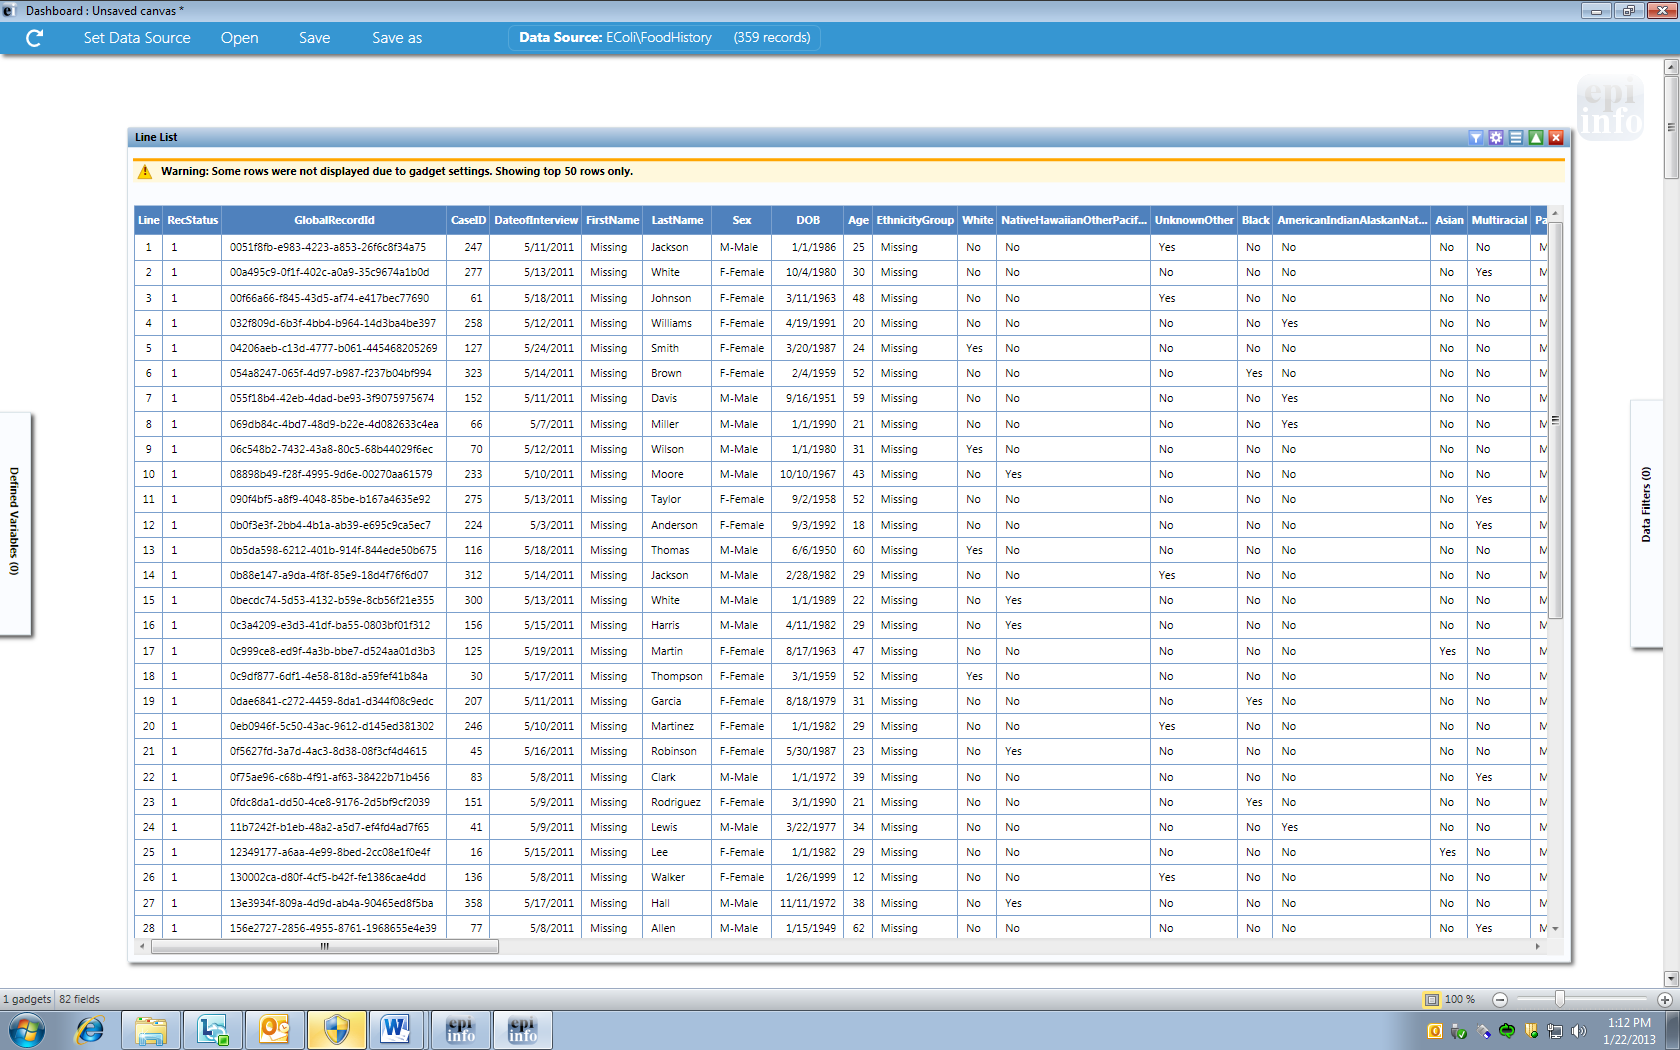 Dashboard : Unsaved canvas *
Set Data Source Open Save Save as Data Source: EColi\FoodHistory (359 records)
epi info
Line List
Warning: Some rows were not displayed due to gadget settings. Showing top 50 rows only.
Line RecStatus GlobalRecordId CaseID DateofInterview FirstName LastName Sex DOB Age EthnicityGroup White NativeHawaiianOtherPacif... UnknownOther Black AmericanIndianAlaskanNat... Asian Multiracial Pa
1 1 0051f8fb-e983-4223-a853-26f6c8f34a75 247 5/11/2011 Missing Jackson M-Male 1/1/1986 25 Missing No No Yes No No No No M
2 1 00a495c9-0f1f-402c-a0a9-35c9674a1b0d 277 5/13/2011 Missing White F-Female 10/4/1980 30 Missing No No No No No No Yes M
3 1 00f66a66-f845-43d5-af74-e417bec77690 61 5/18/2011 Missing Johnson F-Female 3/11/1963 48 Missing No No Yes No No No No M
4 1 032f809d-6b3f-4bb4-b964-14d3ba4be397 258 5/12/2011 Missing Williams F-Female 4/19/1991 20 Missing No No No No Yes No No M
5 1 04206aeb-c13d-4777-b061-445468205269 127 5/24/2011 Missing Smith F-Female 3/20/1987 24 Missing Yes No No No No No No M
6 1 054a8247-065f-4d97-b987-f237b04bf994 323 5/14/2011 Missing Brown F-Female 2/4/1959 52 Missing No No No Yes No No No M
7 1 055f18b4-42eb-4dad-be93-3f9075975674 152 5/11/2011 Missing Davis M-Male 9/16/1951 59 Missing No No No No Yes No No M
8 1 069db84c-4bd7-48d9-b22e-4d082633c4ea 66 5/7/2011 Missing Miller M-Male 1/1/1990 21 Missing No No No No Yes No No M
9 1 06c548b2-7432-43a8-80c5-68b44029f6ec 70 5/12/2011 Missing Wilson M-Male 1/1/1980 31 Missing Yes No No No No No No M
10 1 08898b49-f28f-4995-9d6e-00270aa61579 233 5/10/2011 Missing Moore M-Male 10/10/1967 43 Missing No Yes No No No No No M
11 1 090f4bf5-a8f9-4048-85be-b167a4635e92 275 5/13/2011 Missing Taylor F-Female 9/2/1958 52 Missing No No No No No No Yes M
12 1 0b0f3e3f-2bb4-4b1a-ab39-e695c9ca5ec7 224 5/3/2011 Missing Anderson F-Female 9/3/1992 18 Missing No No No No No No Yes M
13 1 0b5da598-6212-401b-914f-844ede50b675 116 5/18/2011 Missing Thomas M-Male 6/6/1950 60 Missing Yes No No No No No No M
14 1 0b88e147-a9da-4f8f-85e9-18d4f76f6d07 312 5/14/2011 Missing Jackson M-Male 2/28/1982 29 Missing No No Yes No No No No M
15 1 0becdc74-5d53-4132-b59e-8cb56f21e355 300 5/13/2011 Missing White M-Male 1/1/1989 22 Missing No Yes No No No No No M
16 1 0c3a4209-e3d3-41df-ba55-0803bf01f312 156 5/15/2011 Missing Harris M-Male 4/11/1982 29 Missing No Yes No No No No No M
17 1 0c999ce8-ed9f-4a3b-bbe7-d524aa01d3b3 125 5/19/2011 Missing Martin F-Female 8/17/1963 47 Missing No No No No No Yes No M
18 1 0c9df877-6df1-4e58-818d-a59fef41b84a 30 5/17/2011 Missing Thompson F-Female 3/1/1959 52 Missing Yes No No No No No No M
19 1 0dae6841-c272-4459-8da1-d344f08c9edc 207 5/11/2011 Missing Garcia F-Female 8/18/1979 31 Missing No No No Yes No No No M
20 1 0eb0946f-5c50-43ac-9612-d145ed381302 246 5/10/2011 Missing Martinez F-Female 1/1/1982 29 Missing No No Yes No No No No M
21 1 0f5627fd-3a7d-4ac3-8d38-08f3cf4d4615 45 5/16/2011 Missing Robinson F-Female 5/30/1987 23 Missing No Yes No No No No No M
22 1 0f75ae96-c68b-4f91-af63-38422b71b456 83 5/8/2011 Missing Clark M-Male 1/1/1972 39 Missing No No No No No No Yes M
23 1 0fdc8da1-dd50-4ce8-9176-2d5bf9cf2039 151 5/9/2011 Missing Rodriguez F-Female 3/1/1990 21 Missing No No No Yes No No No M
24 1 11b7242f-b1eb-48a2-a5d7-ef4fd4ad7f65 41 5/9/2011 Missing Lewis M-Male 3/22/1977 34 Missing No No No No Yes No No M
25 1 12349177-a6aa-4e99-8bed-2cc08e1f0e4f 16 5/15/2011 Missing Lee F-Female 1/1/1982 29 Missing No No No No No Yes No M
26 1 130002ca-d80f-4cf5-b42f-fe1386cae4dd 136 5/8/2011 Missing Walker F-Female 1/26/1999 12 Missing No No Yes No No No No M
27 1 13e3934f-809a-4d9d-ab4a-90465ed8f5ba 358 5/17/2011 Missing Hall M-Male 11/11/1972 38 Missing No Yes No No No No No M
28 1 156e2727-2856-4955-8761-1968655e4e39 77 5/8/2011 Missing Allen M-Male 1/15/1949 62 Missing No No No No No No Yes M
Defined Variables (0)
Data Filters (0)
1 gadgets 82 fields 100 %
epi info epi info
1:12 PM
1/22/2013